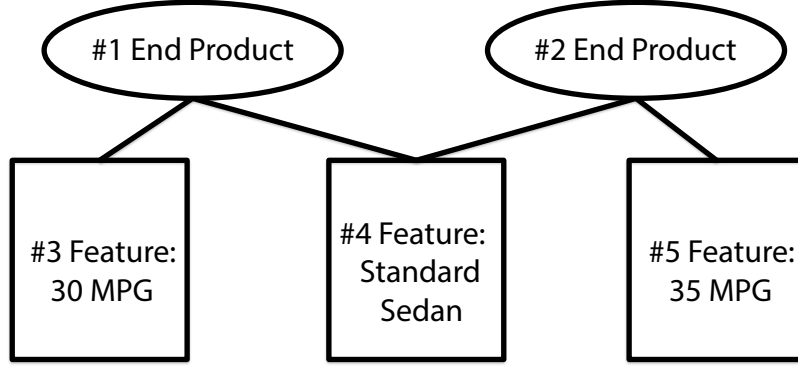 #1 End Product
#2 End Product
#3 Feature:
30 MPG
#4 Feature:
Standard
Sedan
#5 Feature:
35 MPG